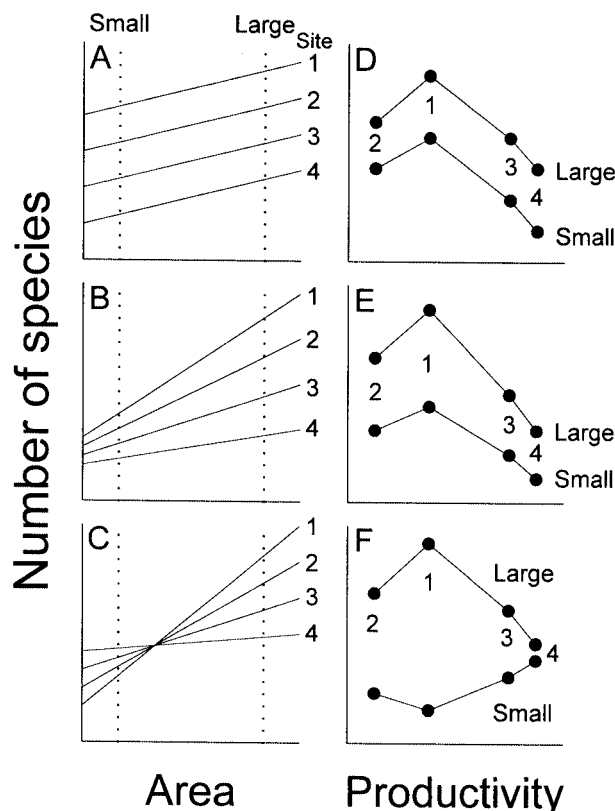 Small Large Site
A 1 2 3 4
D 1 2 3 4 Large Small
B 1 2 3 4
E 1 2 3 4 Large Small
C 1 2 3 4
F 1 2 3 4 Large Small
Number of species
Area Productivity